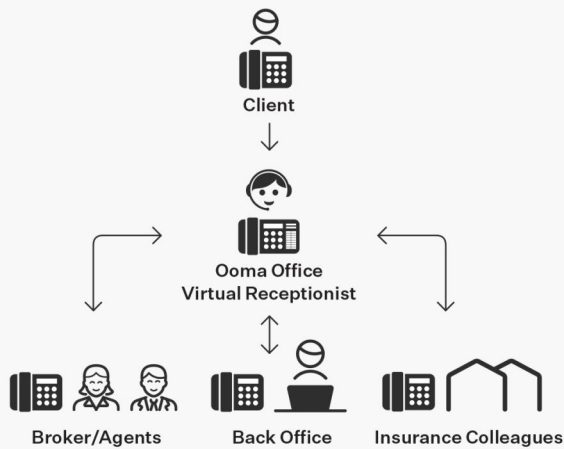 Client
Ooma Office
Virtual Receptionist
Broker/Agents
Back Office
Insurance Colleagues